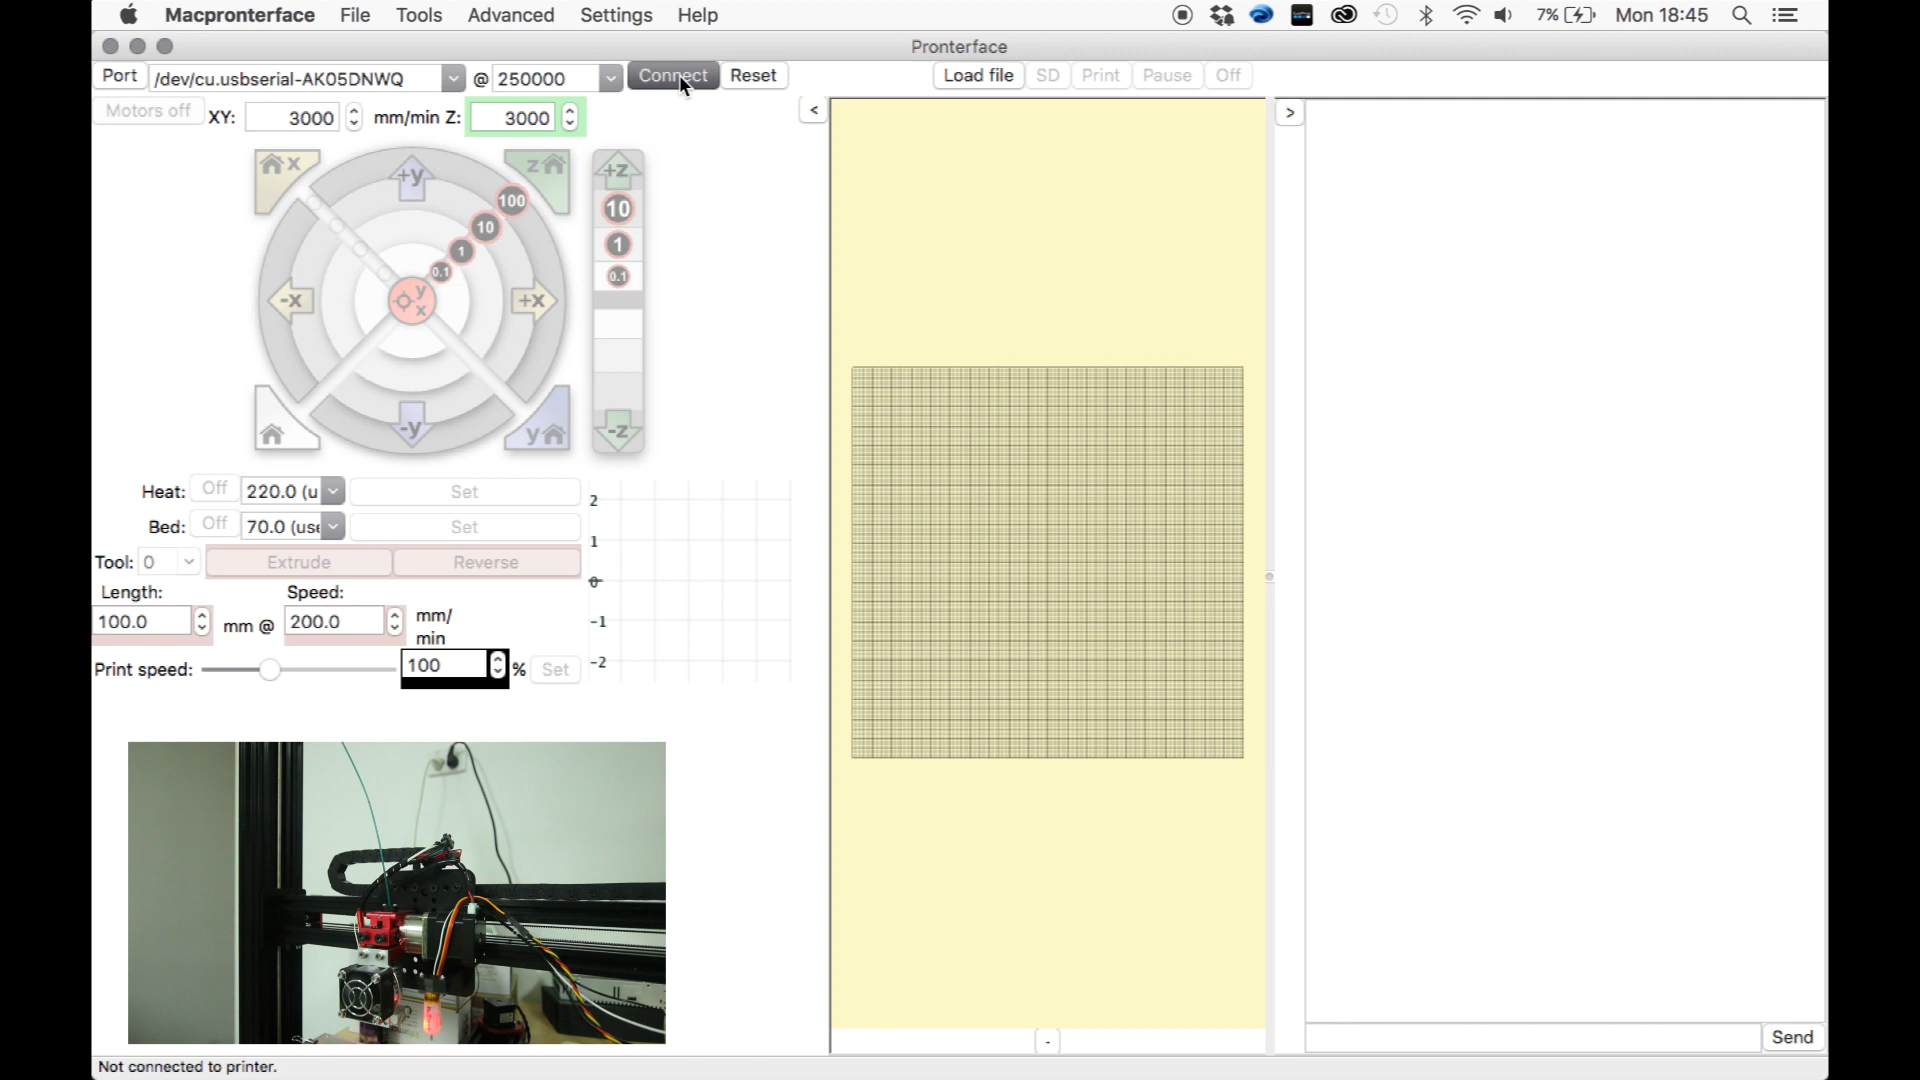 Macpronterface File Tools Advanced Settings Help 7% Mon 18:45
Pronterface
Port /dev/cu.usbserial-AK05DNWQ @ 250000 Connect Reset Load file SD Print Pause Off
Motors off XY: 3000 mm/min Z: 3000 < >
x +y z +z
100 10
10 1
1 0.1
0.1
-x y x +x
-y y -z
Heat: Off 220.0 (u Set
Bed: Off 70.0 (use Set
Tool: 0 Extrude Reverse
Length: Speed:
100.0 mm @ 200.0 mm/
min
Print speed: 100 % Set
2
1
0
-1
-2
- Send
Not connected to printer.